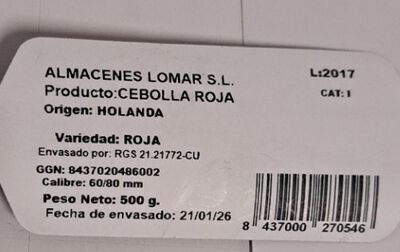 ALMACENES LOMAR S.L.
L:2017
Producto:CEBOLLA ROJA
CAT: I
Origen: HOLANDA
Variedad: ROJA
Envasado por: RGS 21.21772-CU
GGN: 8437020486002
Calibre: 60/80 mm
Peso Neto: 500 g.
Fecha de envasado: 21/01/26
8 437000 270546